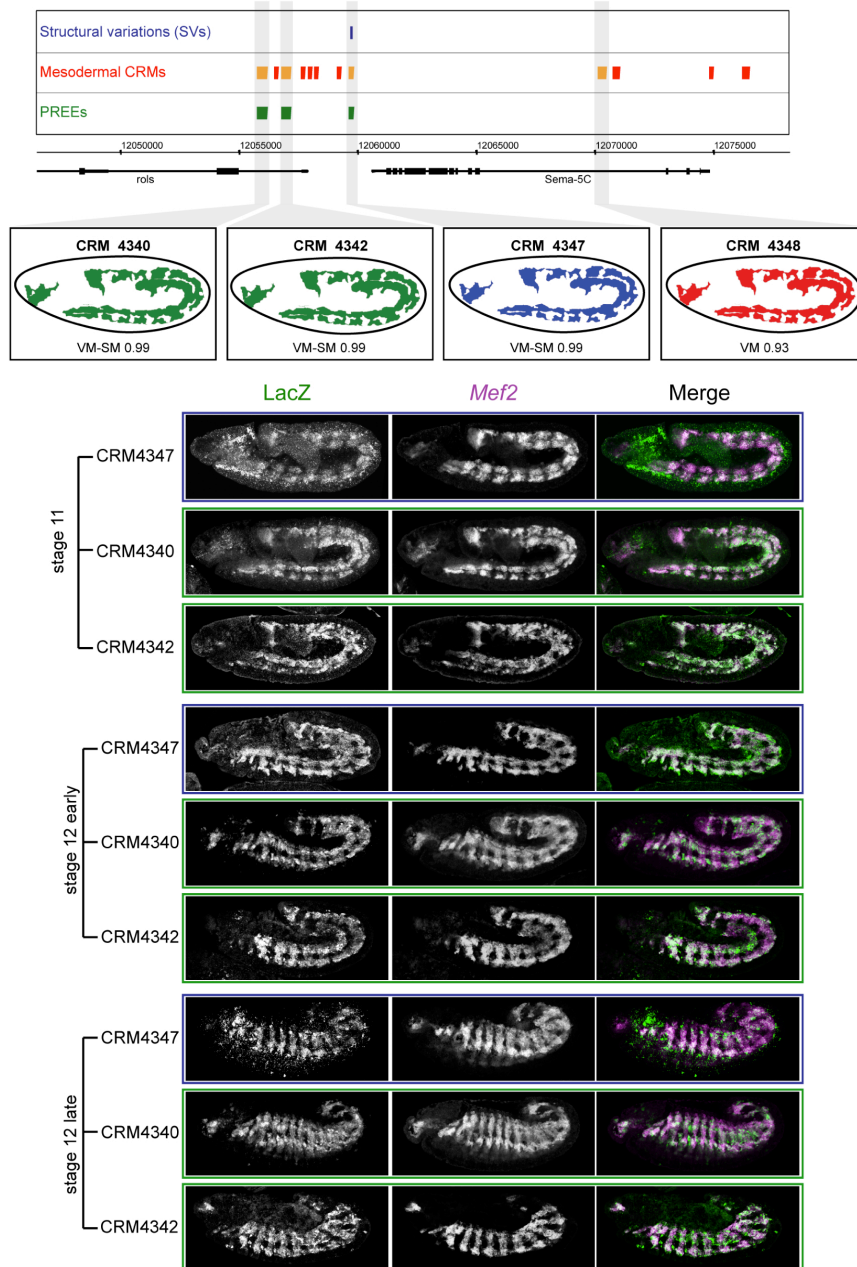 Structural variations (SVs)
Mesodermal CRMs
PREEs
12050000 12055000 12060000 12065000 12070000 12075000
rols Sema-5C
CRM 4340 CRM 4342 CRM 4347 CRM 4348
VM-SM 0.99 VM-SM 0.99 VM-SM 0.99 VM 0.93
LacZ Mef2 Merge
stage 11
CRM4347
CRM4340
CRM4342
stage 12 early
CRM4347
CRM4340
CRM4342
stage 12 late
CRM4347
CRM4340
CRM4342